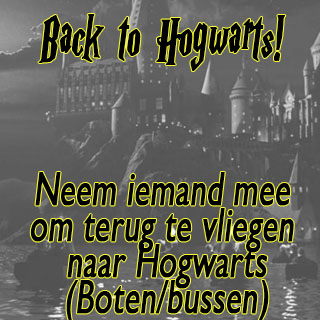 Back to Hogwarts!
Neem iemand mee
om terug te vliegen
naar Hogwarts
(Boten/bussen)